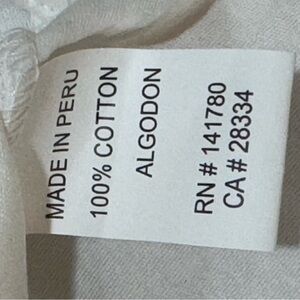 MADE IN PERU
100% COTTON
ALGODON
RN # 141780
CA # 28334